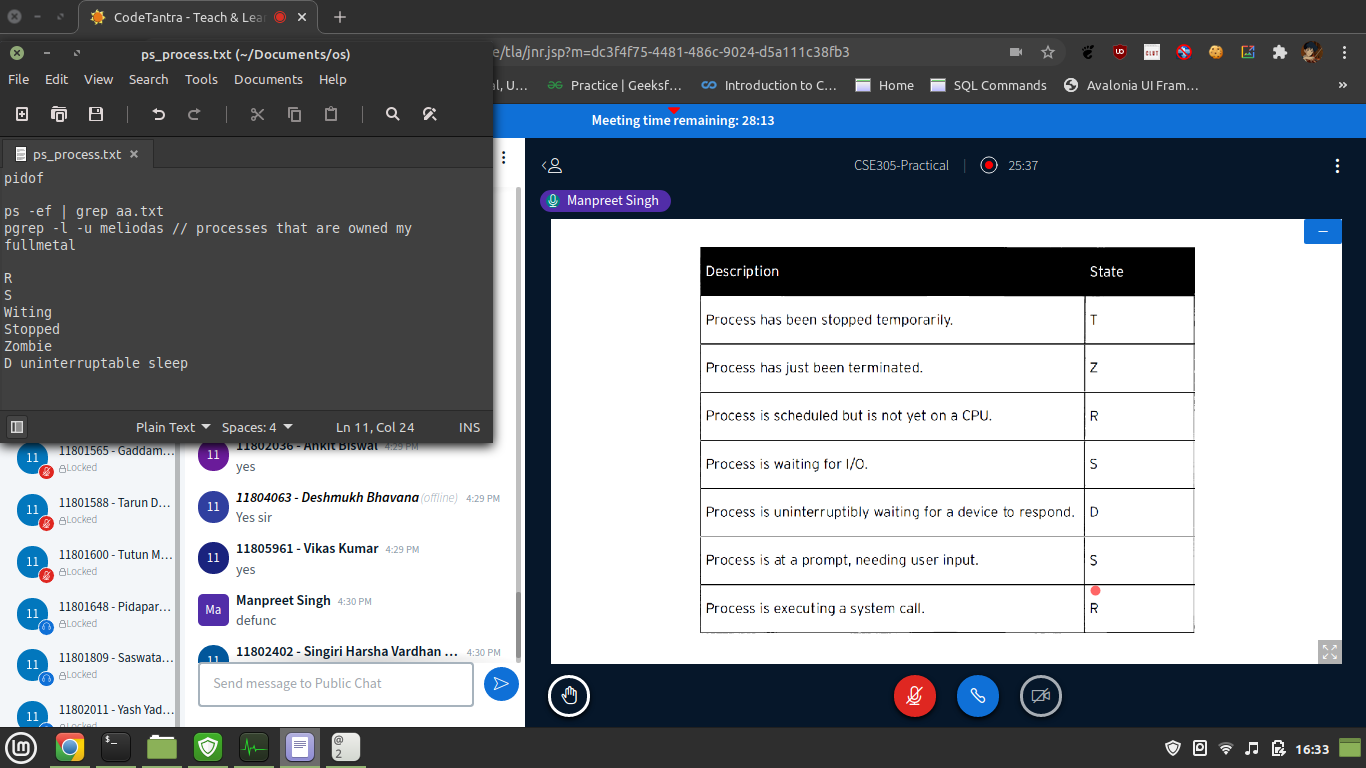 CodeTantra - Teach & Lea
ps_process.txt (~/Documents/os)
e/tla/jnr.jsp?m=dc3f4f75-4481-486c-9024-d5a111c38fb3
File Edit View Search Tools Documents Help
al, U… Practice | Geeksf… Introduction to C… Home SQL Commands Avalonia UI Fram… »
ps_process.txt
pidof
ps -ef | grep aa.txt
pgrep -l -u meliodas // processes that are owned my
fullmetal
R
S
Witing
Stopped
Zombie
D uninterruptable sleep
Plain Text Spaces: 4 Ln 11, Col 24 INS
Meeting time remaining: 28:13
CSE305-Practical 25:37
Manpreet Singh
Description State
Process has been stopped temporarily. T
Process has just been terminated. Z
Process is scheduled but is not yet on a CPU. R
Process is waiting for I/O. S
Process is uninterruptibly waiting for a device to respond. D
Process is at a prompt, needing user input. S
Process is executing a system call. R
11 11801565 - Gaddam…
Locked
11 11801588 - Tarun D…
Locked
11 11801600 - Tutun M…
Locked
11 11801648 - Pidapar…
Locked
11 11801809 - Saswata…
Locked
11 11802011 - Yash Yad…
Locked
11 11802036 - Ankit Biswal
yes
11 11804063 - Deshmukh Bhavana (offline) 4:29 PM
Yes sir
11 11805961 - Vikas Kumar 4:29 PM
yes
Ma Manpreet Singh 4:30 PM
defunc
11 11802402 - Singiri Harsha Vardhan … 4:30 PM
Send message to Public Chat
16:33